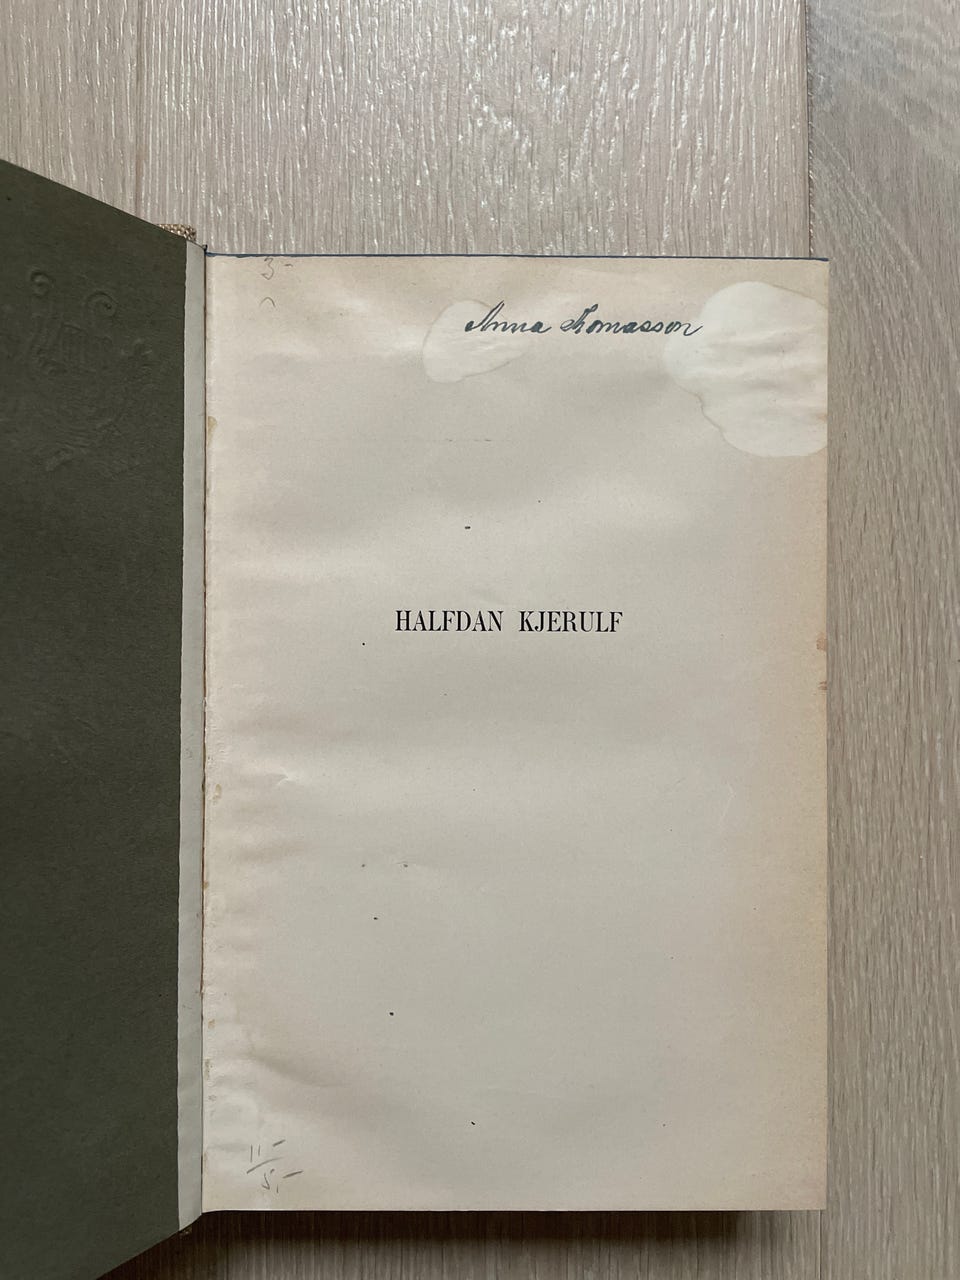 3-
Anna Thomasson
HALFDAN KJERULF
11-
5,-